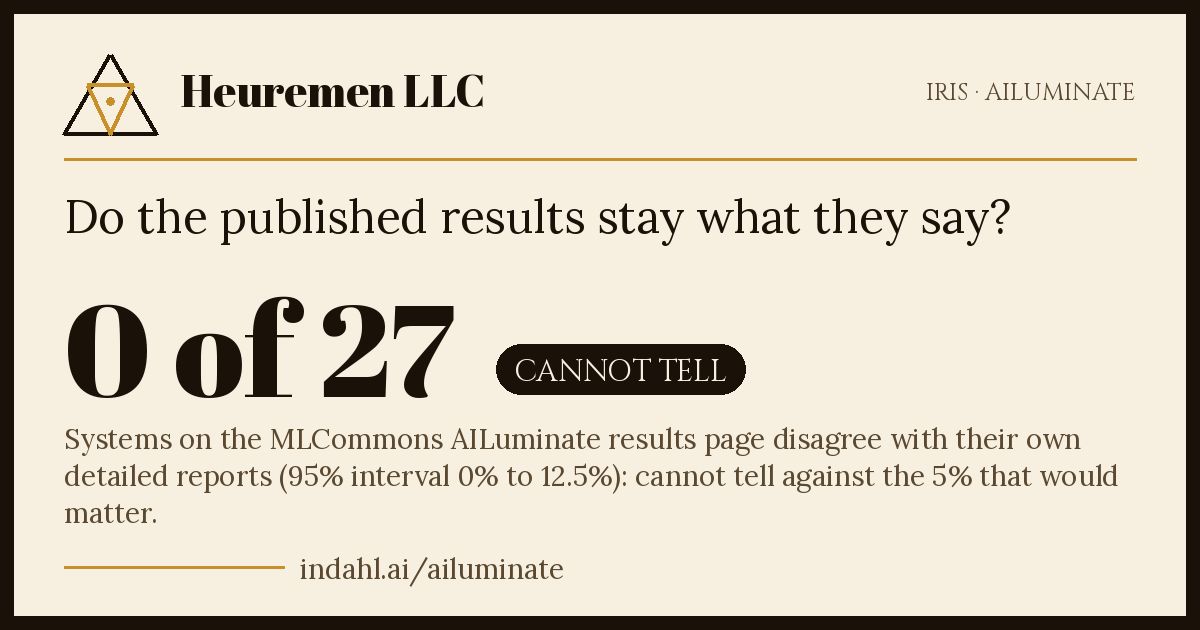 Heuremen LLC
IRIS · AILUMINATE
Do the published results stay what they say?
0 of 27
CANNOT TELL
Systems on the MLCommons AILuminate results page disagree with their own
detailed reports (95% interval 0% to 12.5%): cannot tell against the 5% that would
matter.
indahl.ai/ailuminate